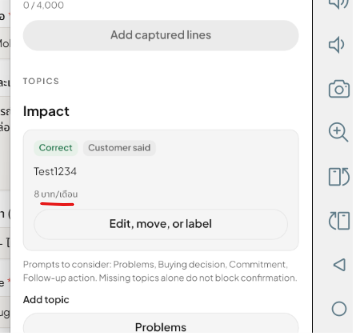 0 / 4,000
Add captured lines
TOPICS
Impact
Correct
Customer said
Test1234
8 บาท/เดือน
Edit, move, or label
Prompts to consider: Problems, Buying decision, Commitment,
Follow-up action. Missing topics alone do not block confirmation.
Add topic
Problems